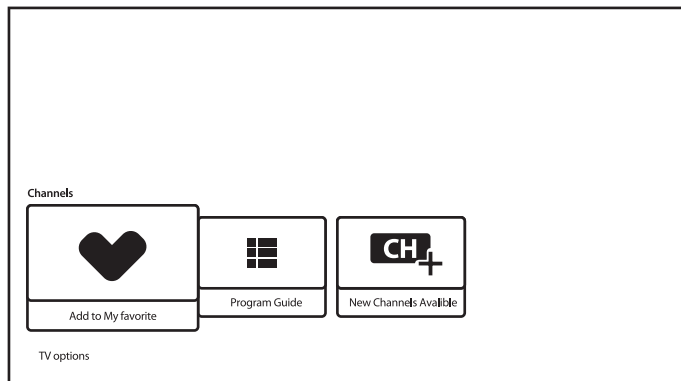 Channels
CH
Add to My favorite
Program Guide
New Channels Avalible
TV options